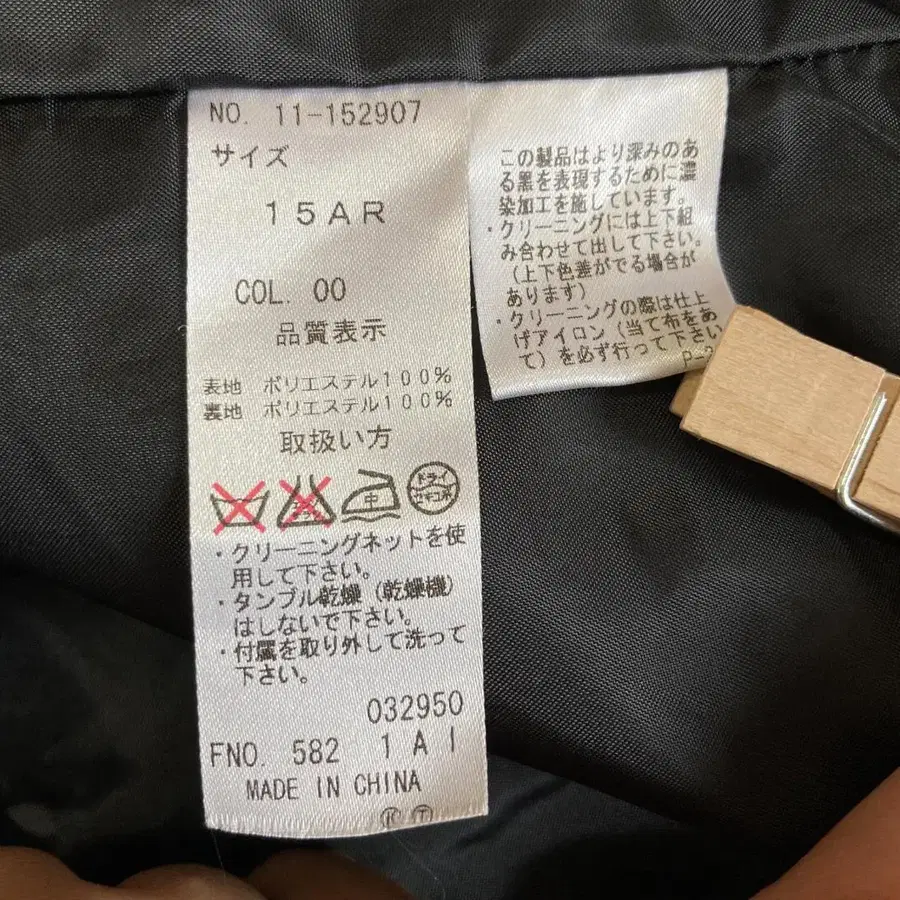 NO. 11-152907
サイズ
15AR
COL. 00
品質表示
表地 ポリエステル100%
裏地 ポリエステル100%
取扱い方
中
ドライ
セキユ系
・クリーニングネットを使
用して下さい。
・タンブル乾燥(乾燥機)
はしないで下さい。
・付属を取り外して洗って
下さい。
032950
FNO. 582 1 A I
MADE IN CHINA
K T
この製品はより深みのあ
る黒を表現するために濃
染加工を施しています。
・クリーニングには上下組
み合わせて出して下さい。
(上下色差がでる場合が
あります)
・クリーニングの際は仕上
げアイロン(当て布をあ
て)を必ず行って下さい